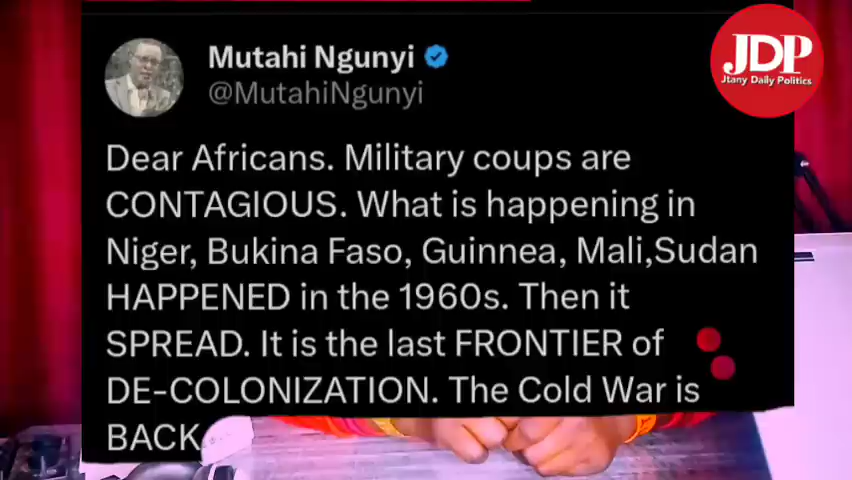 Mutahi Ngunyi
@MutahiNgunyi
JDP
Jtany Daily Politics
Dear Africans. Military coups are
CONTAGIOUS. What is happening in
Niger, Bukina Faso, Guinnea, Mali,Sudan
HAPPENED in the 1960s. Then it
SPREAD. It is the last FRONTIER of
DE-COLONIZATION. The Cold War is
BACK.